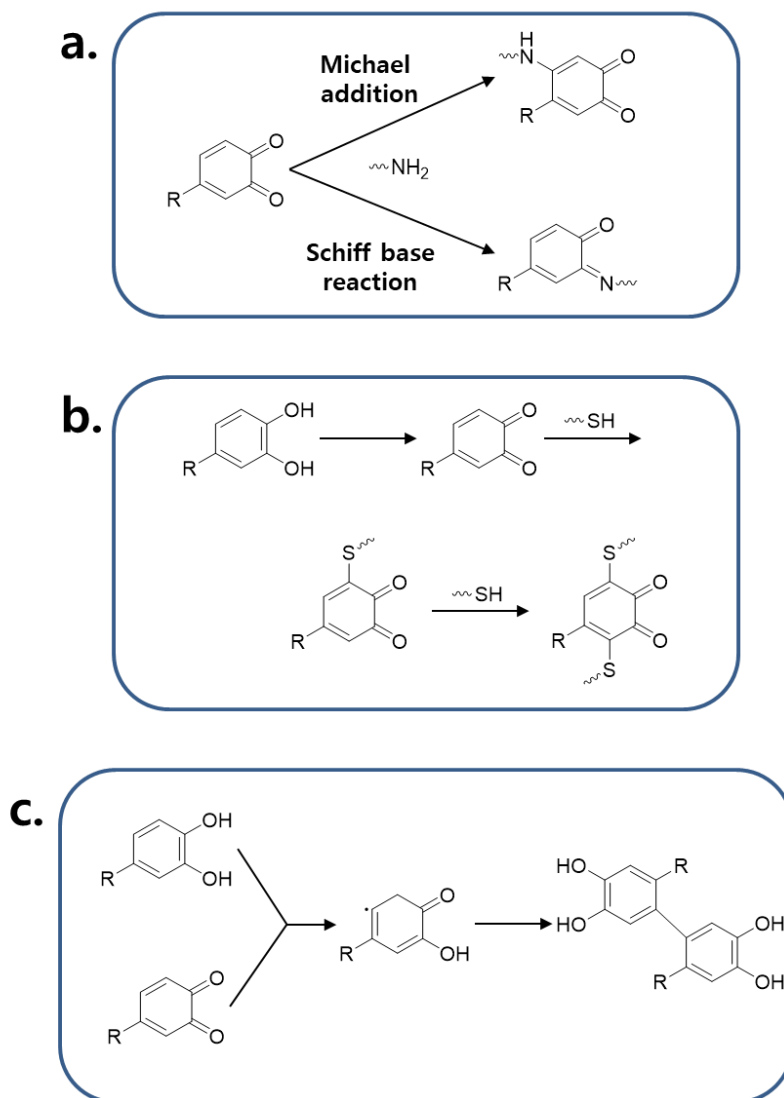 a.
Michael
addition
R
O
O
~NH₂
H
N
R
O
O
Schiff base
reaction
R
O
N
b.
R
OH
OH
R
O
O
~SH
S
R
O
O
~SH
S
R
O
O
S
c.
R
OH
OH
R
O
O
R
O
OH
HO
HO
R
R
OH
OH